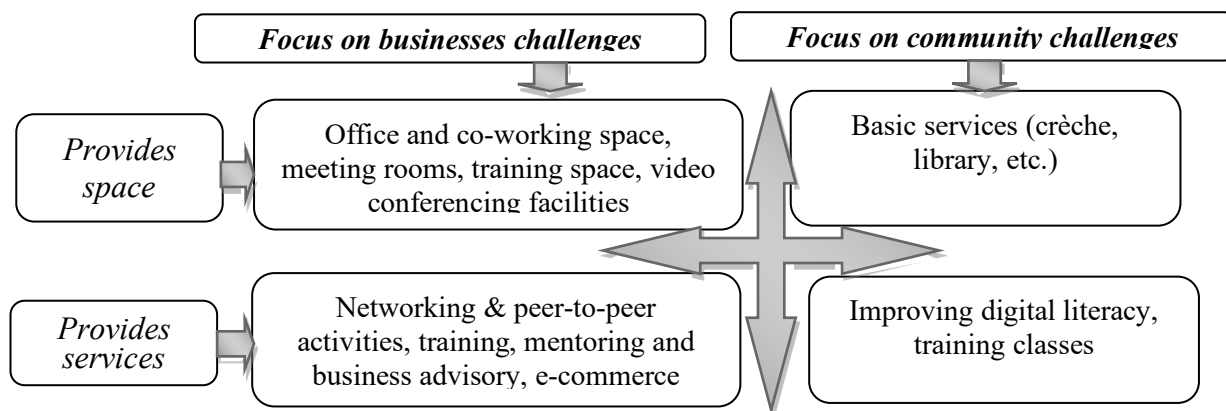 Focus on businesses challenges
Focus on community challenges
Provides
space
Office and co-working space,
meeting rooms, training space, video
conferencing facilities
Basic services (crèche,
library, etc.)
Provides
services
Networking & peer-to-peer
activities, training, mentoring and
business advisory, e-commerce
Improving digital literacy,
training classes